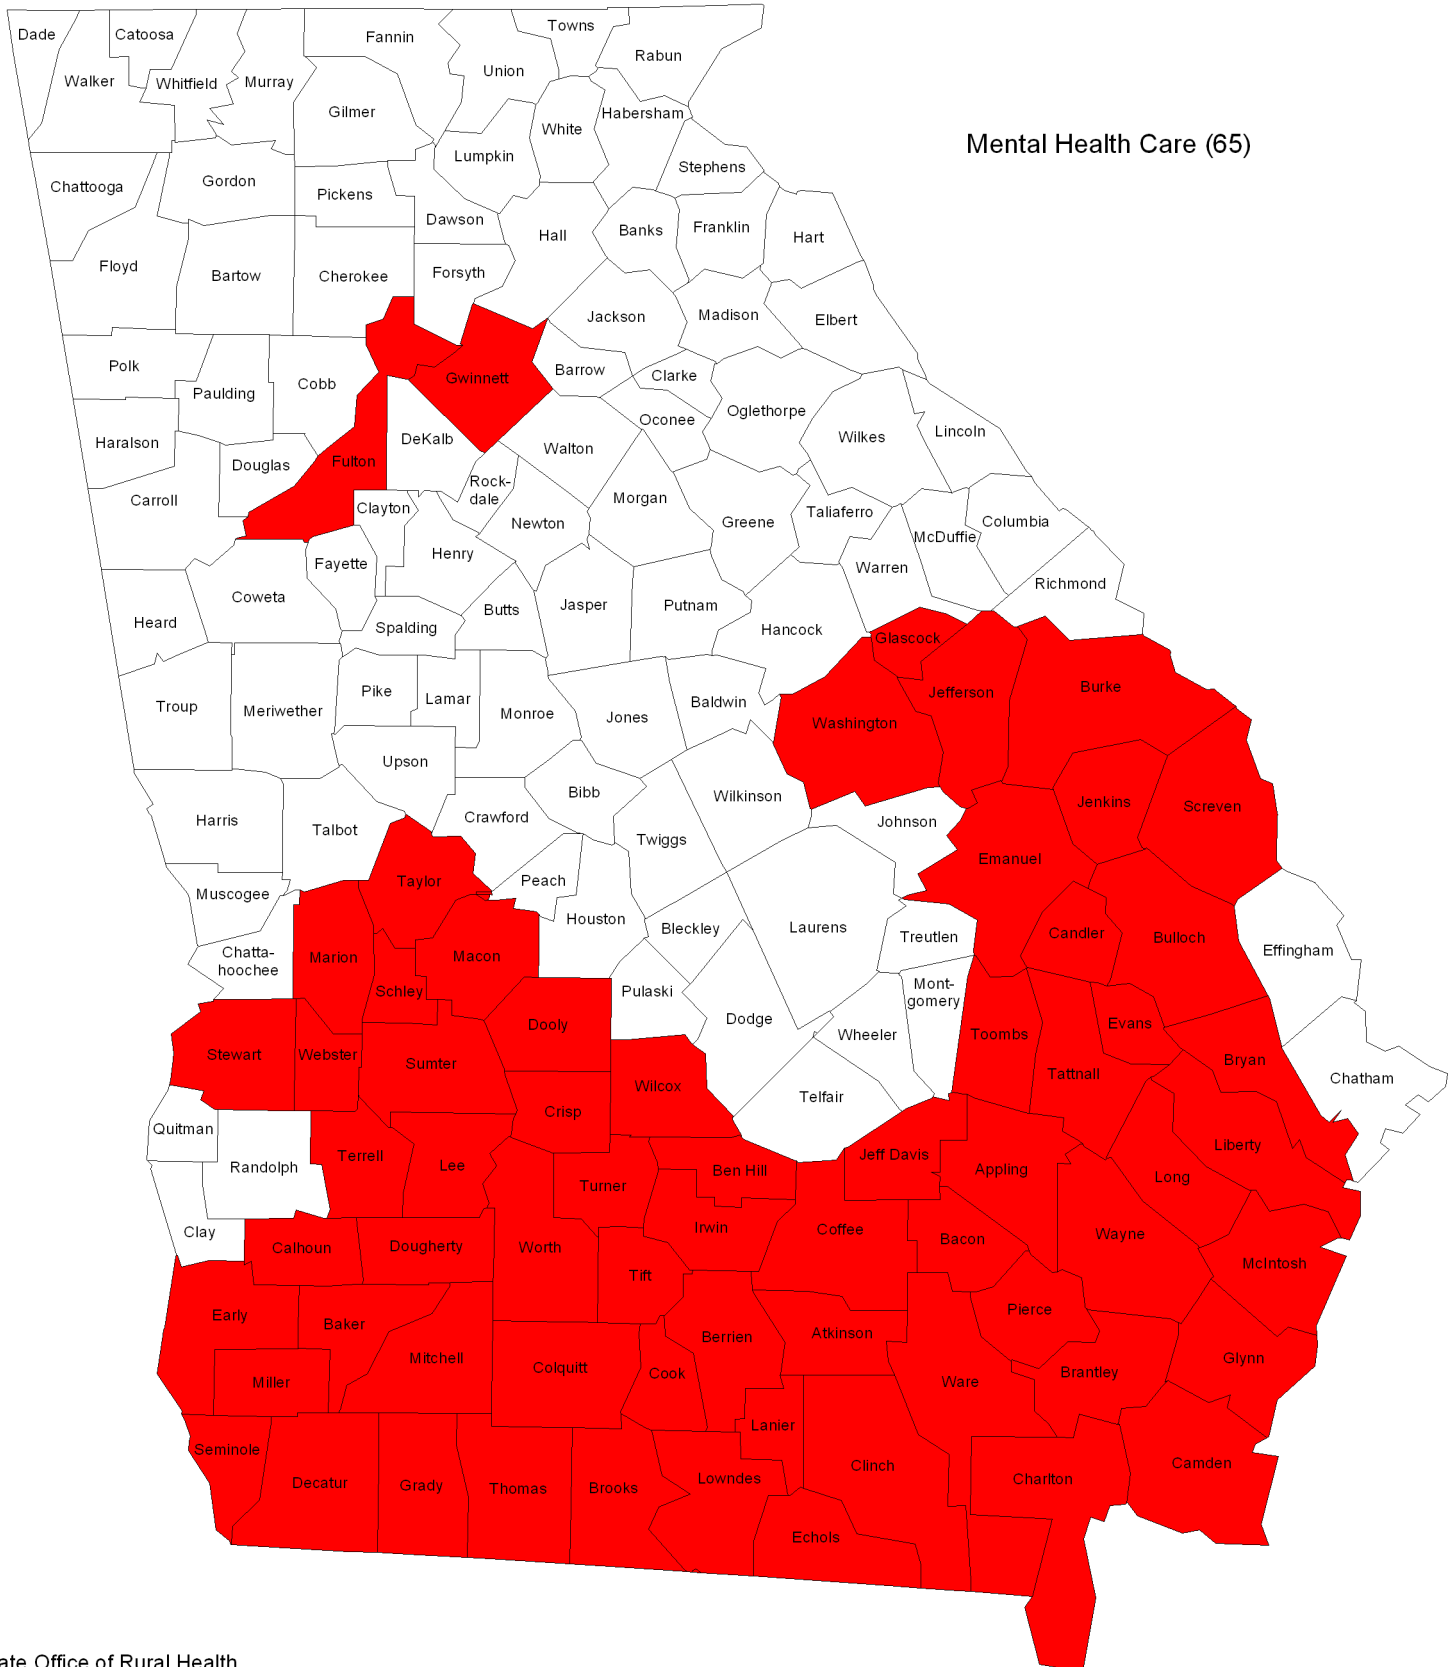 Dade
Catoosa
Fannin
Towns
Rabun
Walker
Whitfield
Murray
Union
Gilmer
White
Habersham
Mental Health Care (65)
Lumpkin
Stephens
Chattooga
Gordon
Pickens
Dawson
Hall
Banks
Franklin
Hart
Floyd
Bartow
Cherokee
Forsyth
Jackson
Madison
Elbert
Polk
Paulding
Cobb
Gwinnett
Barrow
Clarke
Oglethorpe
Oconee
Haralson
Douglas
Fulton
DeKalb
Walton
Wilkes
Lincoln
Carroll
Clayton
Rock-
dale
Newton
Morgan
Greene
Taliaferro
McDuffie
Columbia
Heard
Coweta
Fayette
Henry
Butts
Jasper
Putnam
Hancock
Warren
Richmond
Spalding
Glascock
Troup
Meriwether
Pike
Lamar
Monroe
Jones
Baldwin
Washington
Jefferson
Burke
Upson
Harris
Talbot
Crawford
Bibb
Twiggs
Wilkinson
Johnson
Jenkins
Screven
Emanuel
Muscogee
Taylor
Peach
Houston
Bleckley
Laurens
Treutlen
Candler
Bulloch
Effingham
Chatta-
hoochee
Marion
Macon
Schley
Pulaski
Dodge
Mont-
gomery
Wheeler
Toombs
Evans
Tattnall
Bryan
Chatham
Stewart
Webster
Sumter
Dooly
Crisp
Wilcox
Telfair
Quitman
Randolph
Terrell
Lee
Turner
Ben Hill
Jeff Davis
Appling
Long
Liberty
Clay
Calhoun
Dougherty
Worth
Irwin
Tift
Coffee
Bacon
Wayne
McIntosh
Early
Baker
Mitchell
Miller
Colquitt
Cook
Berrien
Atkinson
Pierce
Ware
Brantley
Glynn
Seminole
Decatur
Grady
Thomas
Brooks
Lowndes
Lanier
Clinch
Echols
Charlton
Camden
ate Office of Rural Health